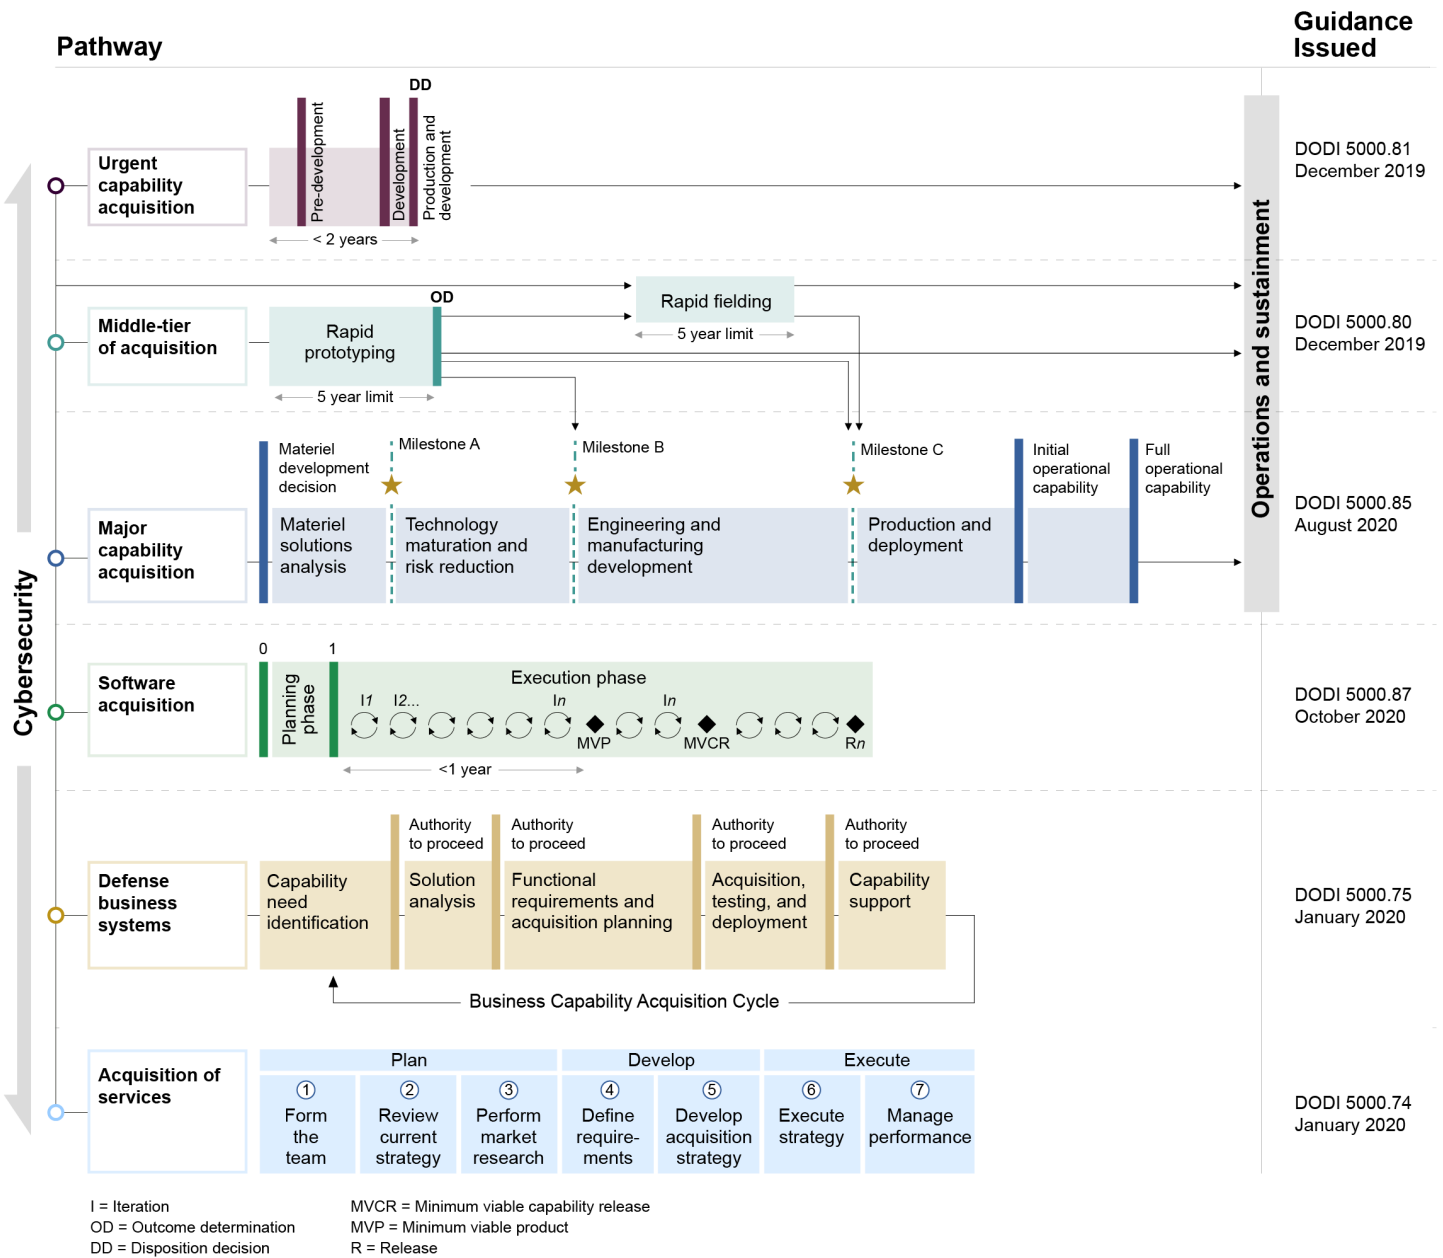 Pathway
Guidance
Issued
Cybersecurity
Operations and sustainment
Urgent
capability
acquisition
Pre-development
Development
DD
Production and
development
< 2 years
DODI 5000.81
December 2019
Middle-tier
of acquisition
Rapid
prototyping
OD
5 year limit
Rapid fielding
5 year limit
DODI 5000.80
December 2019
Major
capability
acquisition
Materiel
development
decision
Milestone A
Milestone B
Milestone C
Initial
operational
capability
Full
operational
capability
Materiel
solutions
analysis
Technology
maturation and
risk reduction
Engineering and
manufacturing
development
Production and
deployment
DODI 5000.85
August 2020
Software
acquisition
0
1
Planning
phase
Execution phase
I1
I2...
In
In
MVP
MVCR
Rn
<1 year
DODI 5000.87
October 2020
Defense
business
systems
Authority
to proceed
Authority
to proceed
Authority
to proceed
Authority
to proceed
Capability
need
identification
Solution
analysis
Functional
requirements and
acquisition planning
Acquisition,
testing, and
deployment
Capability
support
Business Capability Acquisition Cycle
DODI 5000.75
January 2020
Acquisition of
services
Plan
Develop
Execute
1
Form
the
team
2
Review
current
strategy
3
Perform
market
research
4
Define
require-
ments
5
Develop
acquisition
strategy
6
Execute
strategy
7
Manage
performance
DODI 5000.74
January 2020
I = Iteration
OD = Outcome determination
DD = Disposition decision
MVCR = Minimum viable capability release
MVP = Minimum viable product
R = Release